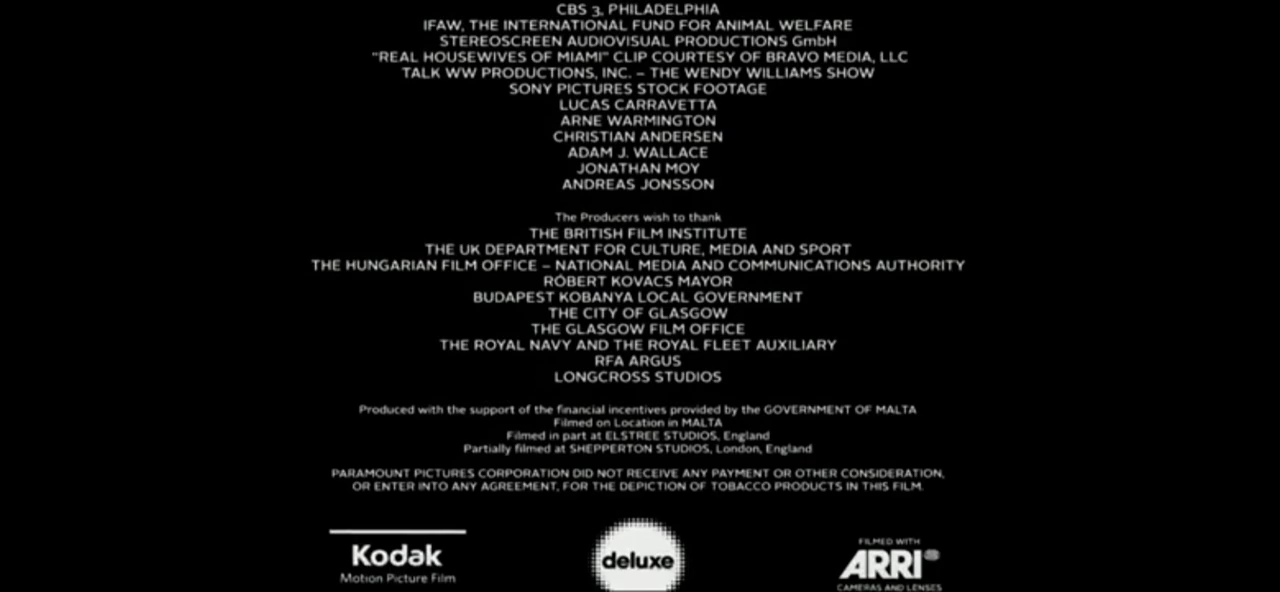 CBS 3, PHILADELPHIA
IFAW, THE INTERNATIONAL FUND FOR ANIMAL WELFARE
STEREOSCREEN AUDIOVISUAL PRODUCTIONS GmbH
"REAL HOUSEWIVES OF MIAMI" CLIP COURTESY OF BRAVO MEDIA, LLC
TALK WW PRODUCTIONS, INC. – THE WENDY WILLIAMS SHOW
SONY PICTURES STOCK FOOTAGE
LUCAS CARRAVETTA
ARNE WARMINGTON
CHRISTIAN ANDERSEN
ADAM J. WALLACE
JONATHAN MOY
ANDREAS JONSSON
The Producers wish to thank
THE BRITISH FILM INSTITUTE
THE UK DEPARTMENT FOR CULTURE, MEDIA AND SPORT
THE HUNGARIAN FILM OFFICE – NATIONAL MEDIA AND COMMUNICATIONS AUTHORITY
RÓBERT KOVACS MAYOR
BUDAPEST KOBANYA LOCAL GOVERNMENT
THE CITY OF GLASGOW
THE GLASGOW FILM OFFICE
THE ROYAL NAVY AND THE ROYAL FLEET AUXILIARY
RFA ARGUS
LONGCROSS STUDIOS
Produced with the support of the financial incentives provided by the GOVERNMENT OF MALTA
Filmed on Location in MALTA
Filmed in part at ELSTREE STUDIOS, England
Partially filmed at SHEPPERTON STUDIOS, London, England
PARAMOUNT PICTURES CORPORATION DID NOT RECEIVE ANY PAYMENT OR OTHER CONSIDERATION,
OR ENTER INTO ANY AGREEMENT, FOR THE DEPICTION OF TOBACCO PRODUCTS IN THIS FILM.
Kodak
Motion Picture Film
deluxe
FILMED WITH
ARRI
CAMERAS AND LENSES